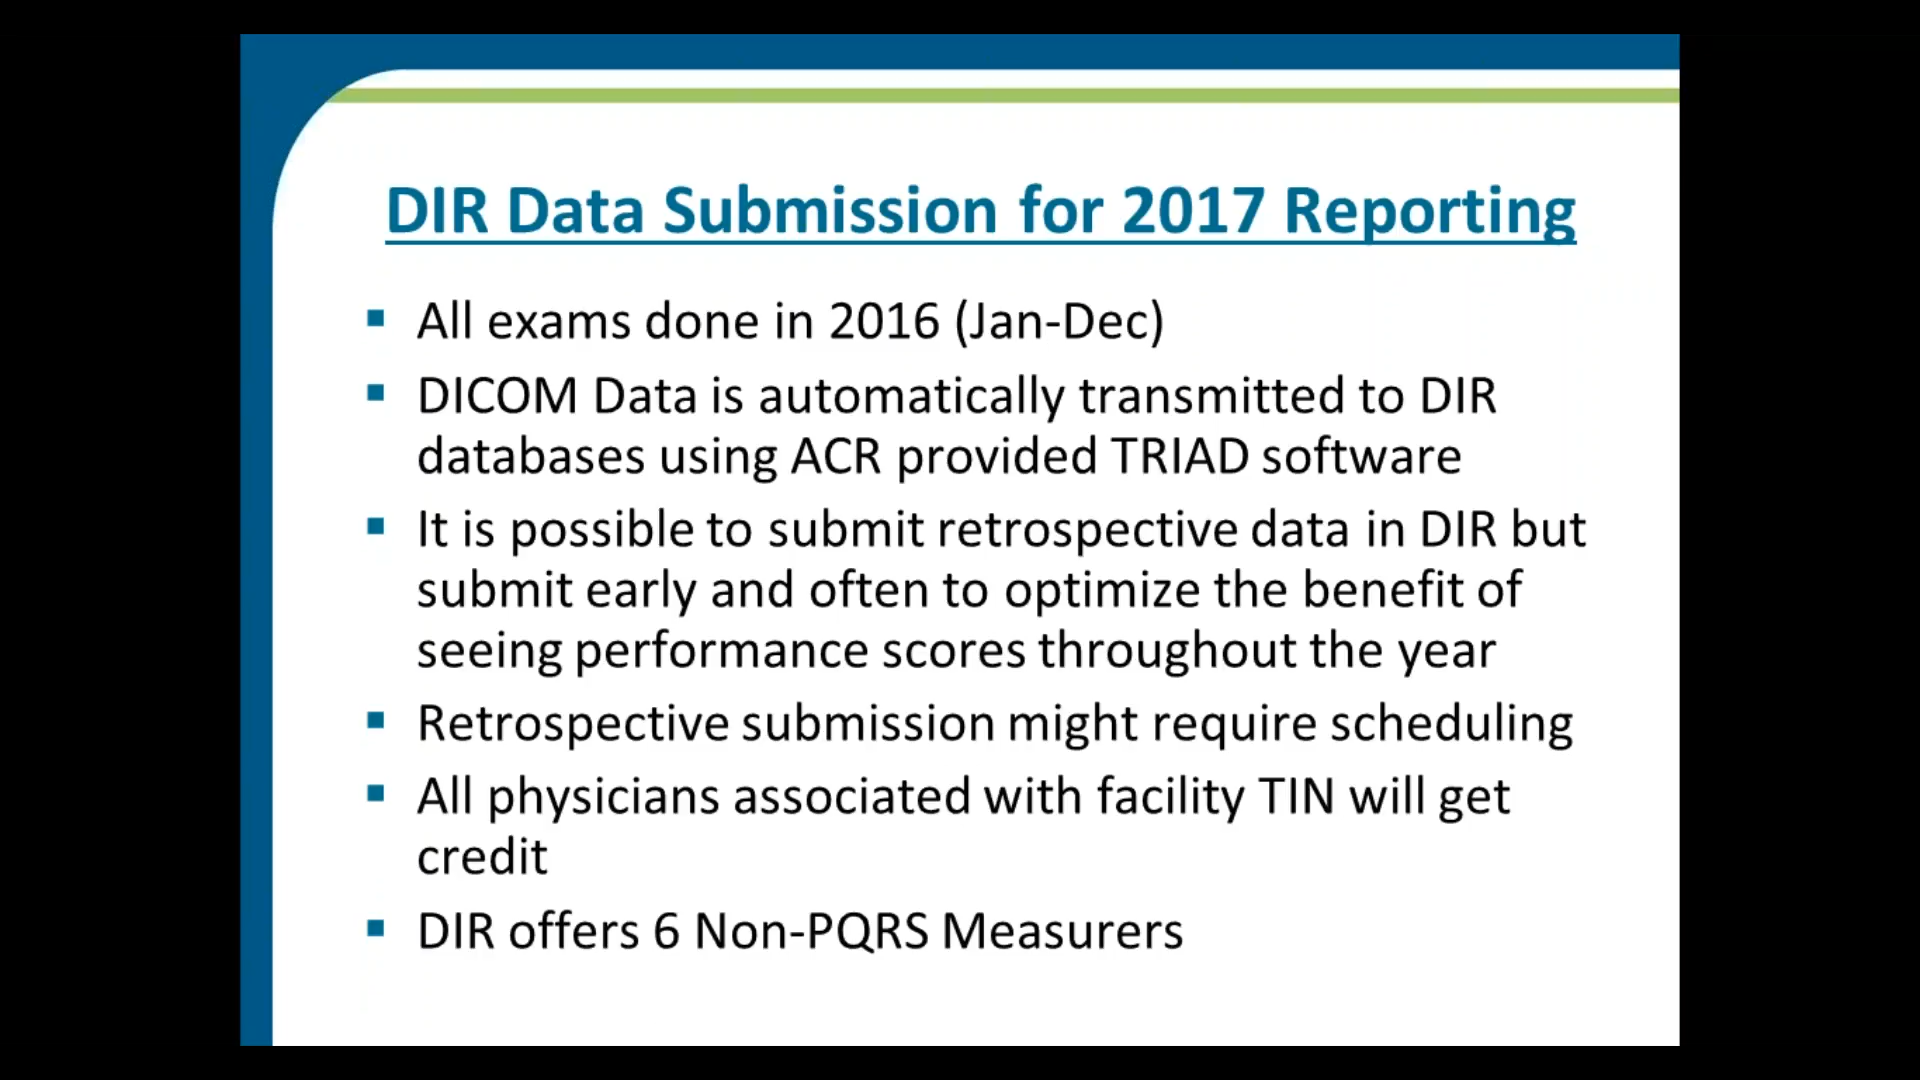 DIR Data Submission for 2017 Reporting
▪ All exams done in 2016 (Jan-Dec)
▪ DICOM Data is automatically transmitted to DIR
databases using ACR provided TRIAD software
▪ It is possible to submit retrospective data in DIR but
submit early and often to optimize the benefit of
seeing performance scores throughout the year
▪ Retrospective submission might require scheduling
▪ All physicians associated with facility TIN will get
credit
▪ DIR offers 6 Non-PQRS Measurers